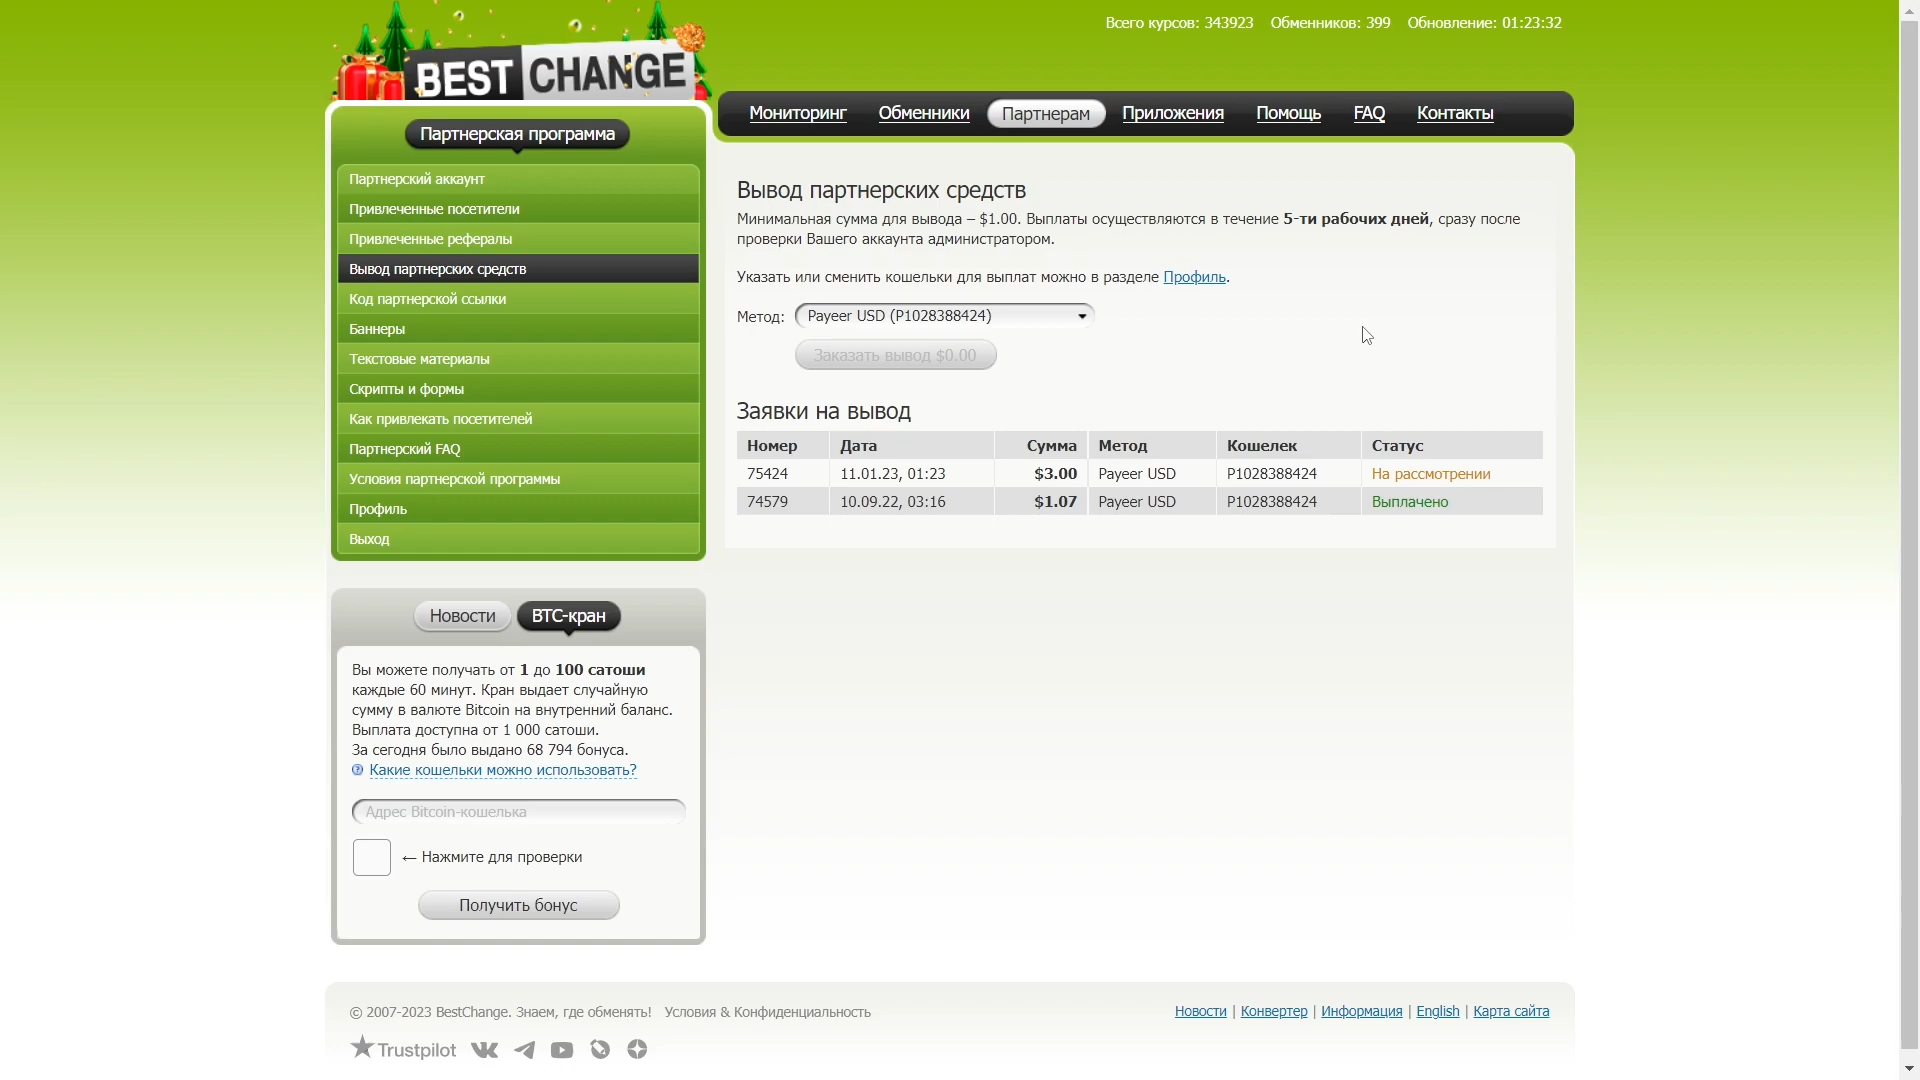 Всего курсов: 343923 Обменников: 399 Обновление: 01:23:32
BEST CHANGE
Мониторинг Обменники Партнерам Приложения Помощь FAQ Контакты
Партнерская программа
Партнерский аккаунт
Привлеченные посетители
Привлеченные рефералы
Вывод партнерских средств
Код партнерской ссылки
Баннеры
Текстовые материалы
Скрипты и формы
Как привлекать посетителей
Партнерский FAQ
Условия партнерской программы
Профиль
Выход
Вывод партнерских средств
Минимальная сумма для вывода – $1.00. Выплаты осуществляются в течение 5-ти рабочих дней, сразу после
проверки Вашего аккаунта администратором.
Указать или сменить кошельки для выплат можно в разделе Профиль.
Метод: Payeer USD (P1028388424)
Заказать вывод $0.00
Заявки на вывод
Номер Дата Сумма Метод Кошелек Статус
75424 11.01.23, 01:23 $3.00 Payeer USD P1028388424 На рассмотрении
74579 10.09.22, 03:16 $1.07 Payeer USD P1028388424 Выплачено
Новости BTC-кран
Вы можете получать от 1 до 100 сатоши
каждые 60 минут. Кран выдает случайную
сумму в валюте Bitcoin на внутренний баланс.
Выплата доступна от 1 000 сатоши.
За сегодня было выдано 68 794 бонуса.
Какие кошельки можно использовать?
Адрес Bitcoin-кошелька
← Нажмите для проверки
Получить бонус
© 2007-2023 BestChange. Знаем, где обменять! Условия & Конфиденциальность
Новости | Конвертер | Информация | English | Карта сайта
Trustpilot